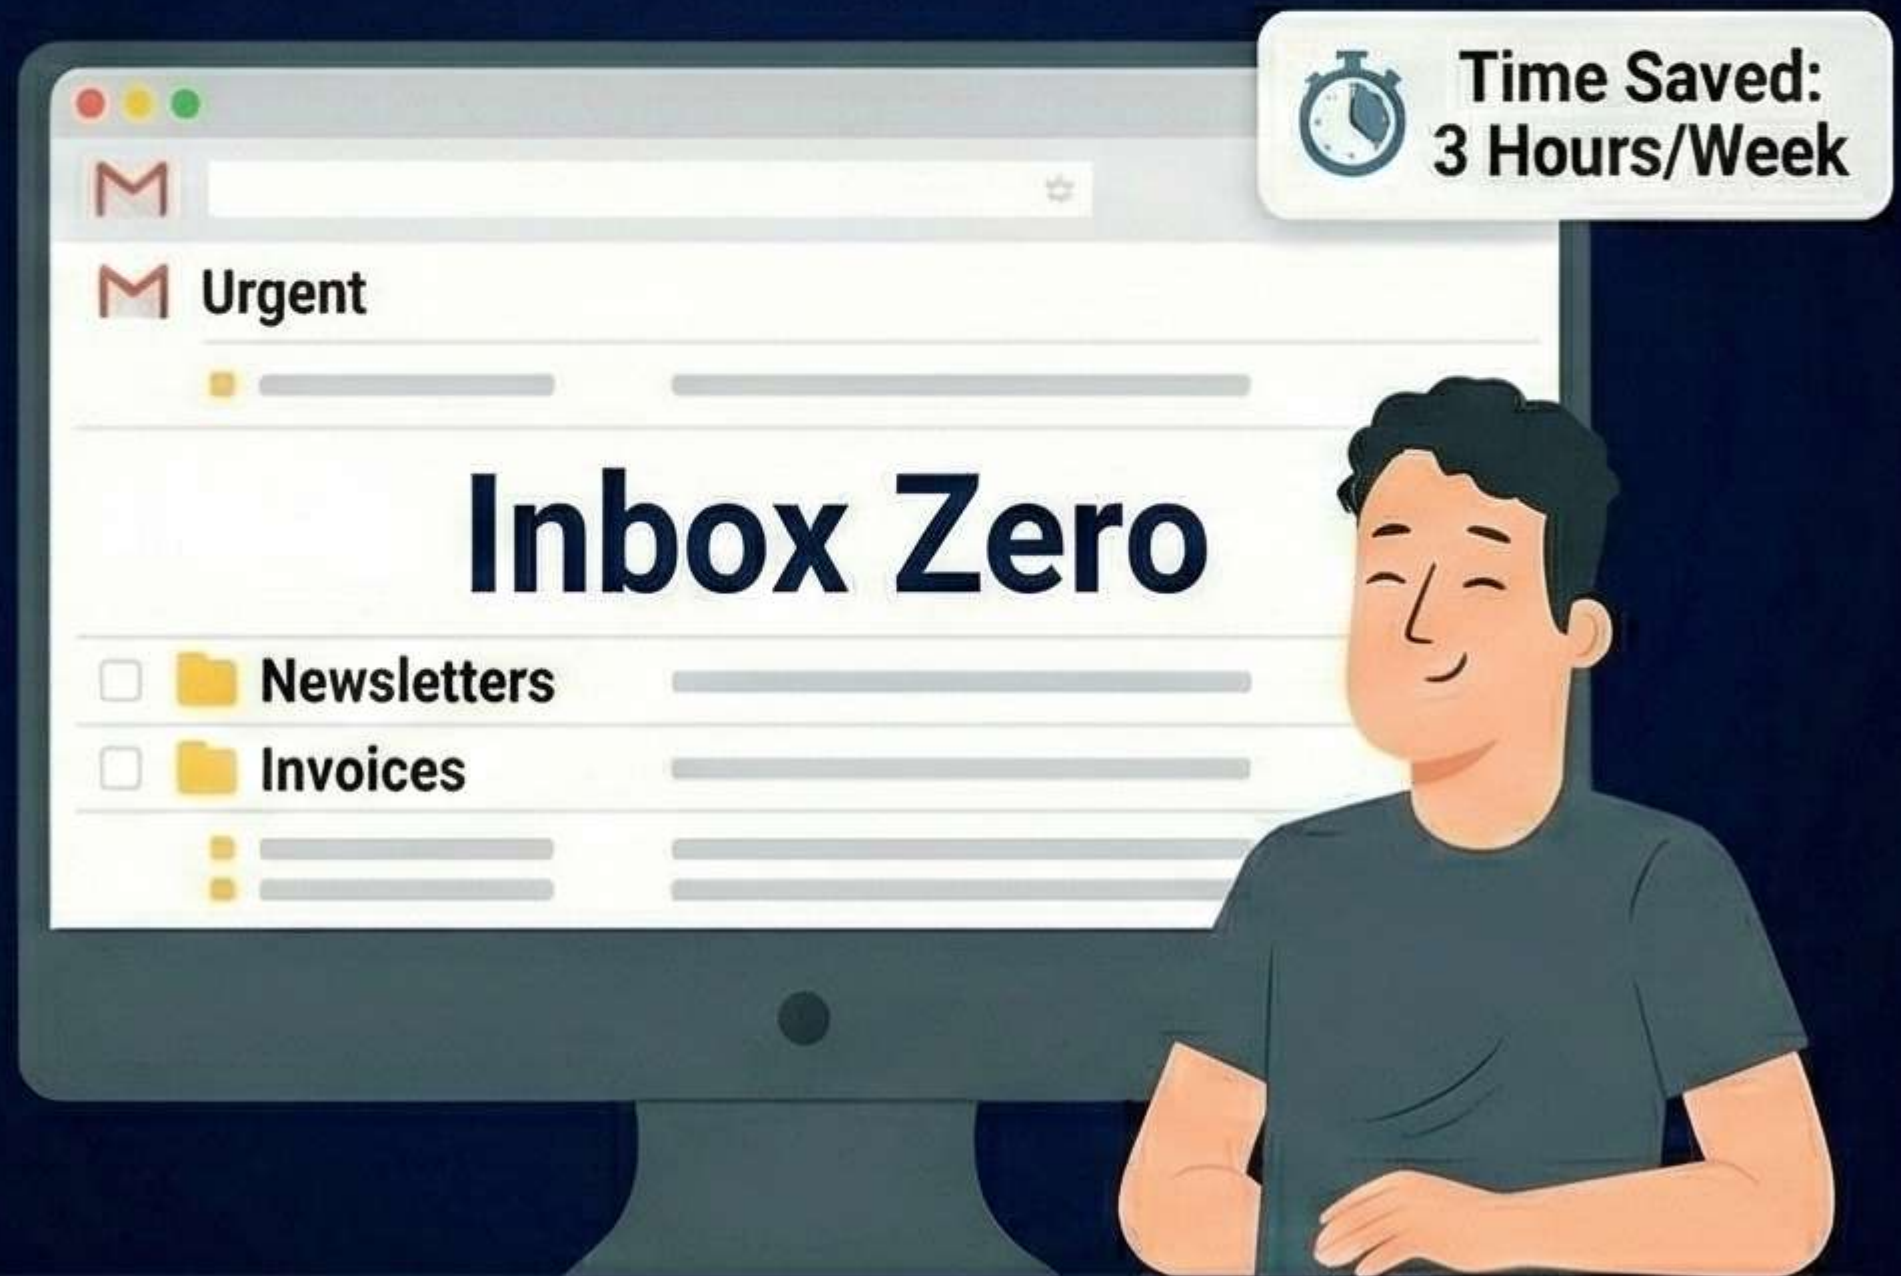 Time Saved:
3 Hours/Week
Urgent
Inbox Zero
Newsletters
Invoices